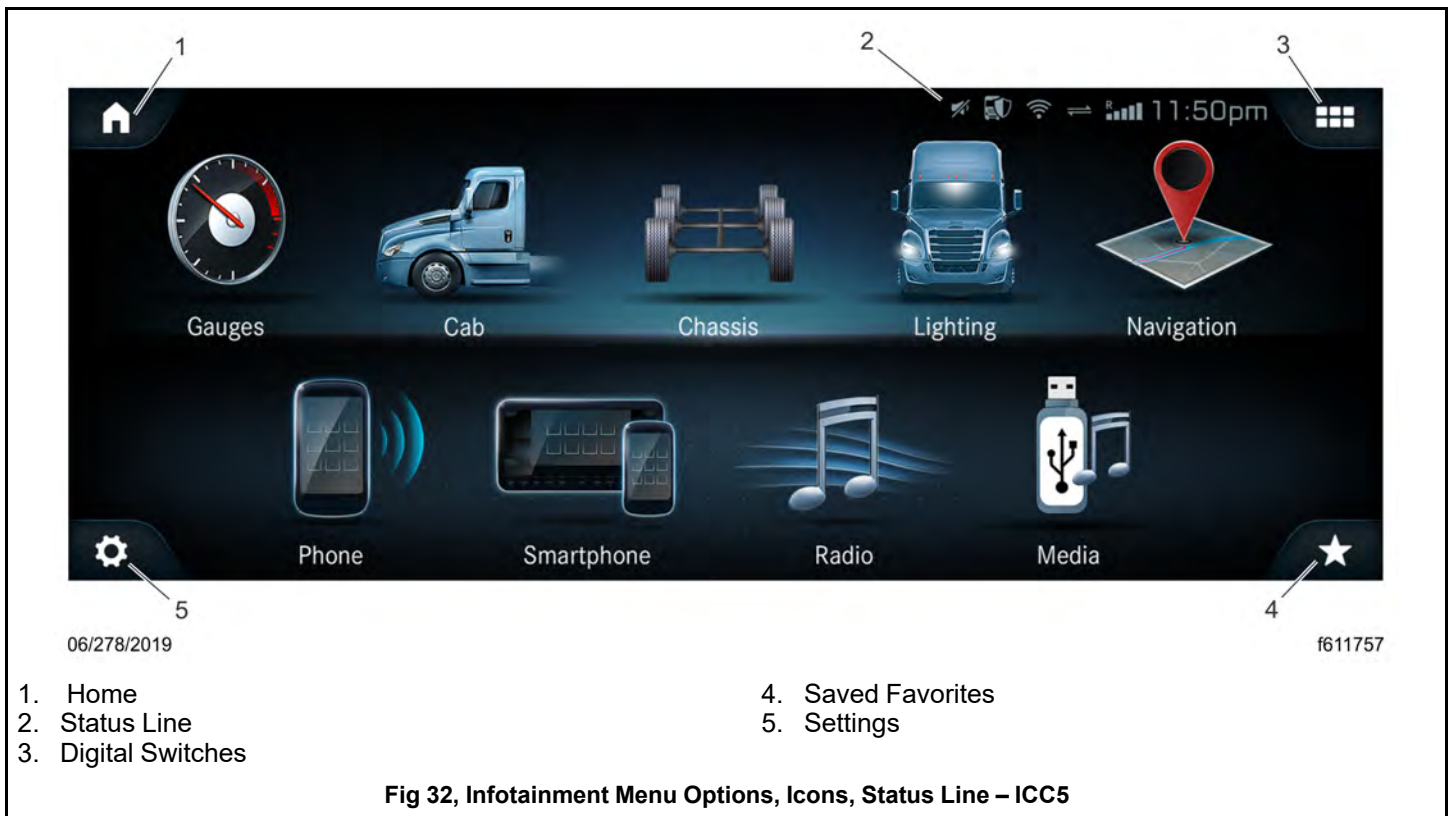 1
2
3
R 11:50pm
Gauges Cab Chassis Lighting Navigation
Phone Smartphone Radio Media
5
4
06/278/2019 f611757
1. Home
2. Status Line
3. Digital Switches
4. Saved Favorites
5. Settings
Fig 32, Infotainment Menu Options, Icons, Status Line – ICC5